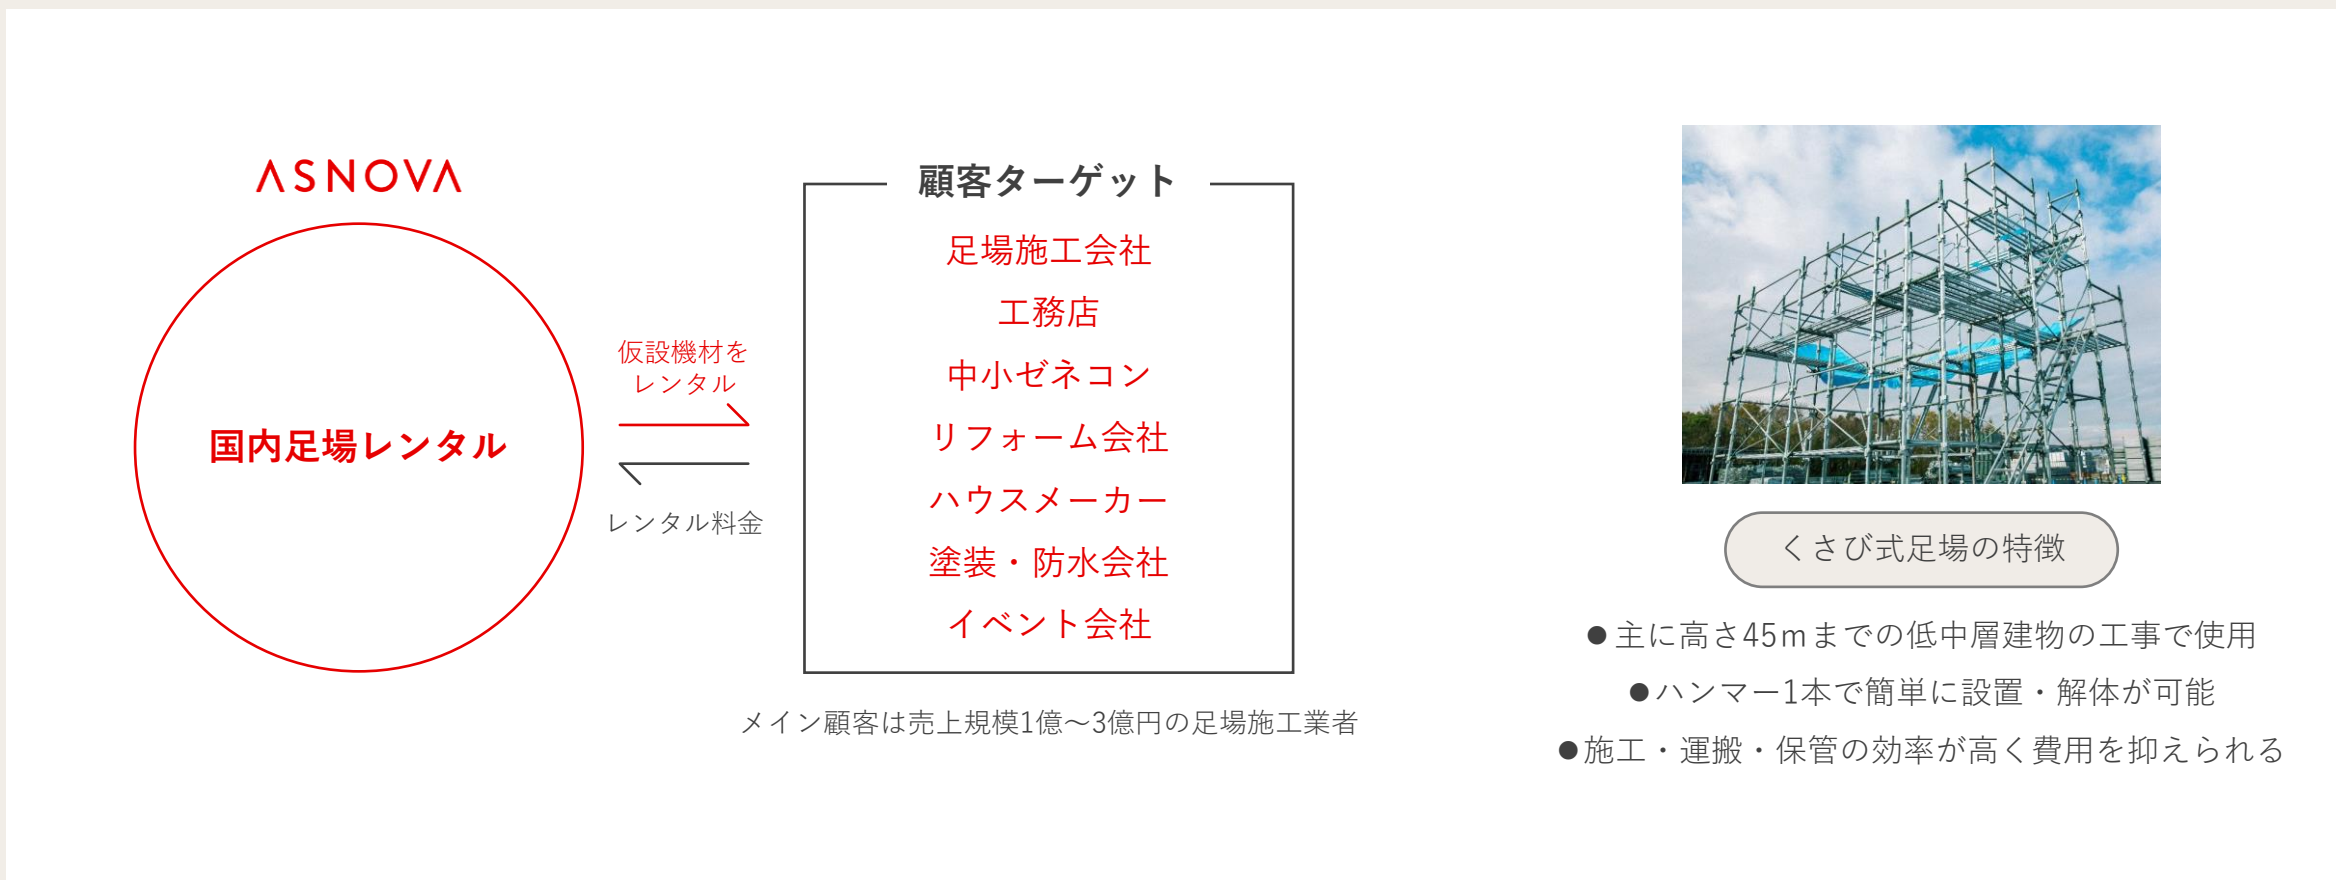 ASNOVA
国内足場レンタル
仮設機材を
レンタル
レンタル料金
顧客ターゲット
足場施工会社
工務店
中小ゼネコン
リフォーム会社
ハウスメーカー
塗装・防水会社
イベント会社
メイン顧客は売上規模1億～3億円の足場施工業者
くさび式足場の特徴
●主に高さ45mまでの低中層建物の工事で使用
●ハンマー1本で簡単に設置・解体が可能
●施工・運搬・保管の効率が高く費用を抑えられる